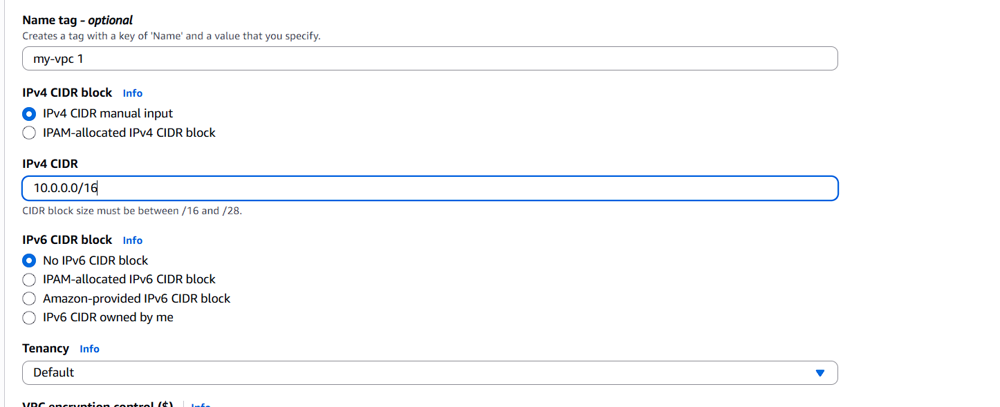 Name tag - optional
Creates a tag with a key of 'Name' and a value that you specify.
my-vpc 1
IPv4 CIDR block Info
IPv4 CIDR manual input
IPAM-allocated IPv4 CIDR block
IPv4 CIDR
10.0.0.0/16
CIDR block size must be between /16 and /28.
IPv6 CIDR block Info
No IPv6 CIDR block
IPAM-allocated IPv6 CIDR block
Amazon-provided IPv6 CIDR block
IPv6 CIDR owned by me
Tenancy Info
Default
VPC encryption control ($) Info